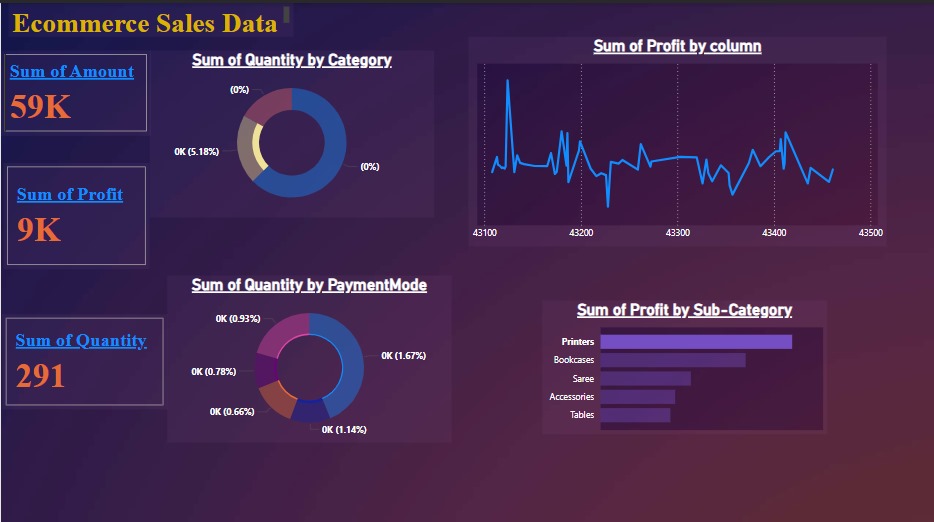 Ecommerce Sales Data
Sum of Amount
59K
Sum of Profit
9K
Sum of Quantity
291
Sum of Quantity by Category
(0%)
0K (5.18%)
(0%)
Sum of Profit by column
43100 43200 43300 43400 43500
Sum of Quantity by PaymentMode
0K (0.93%)
0K (1.67%)
0K (0.78%)
0K (0.66%)
0K (1.14%)
Sum of Profit by Sub-Category
Printers
Bookcases
Saree
Accessories
Tables